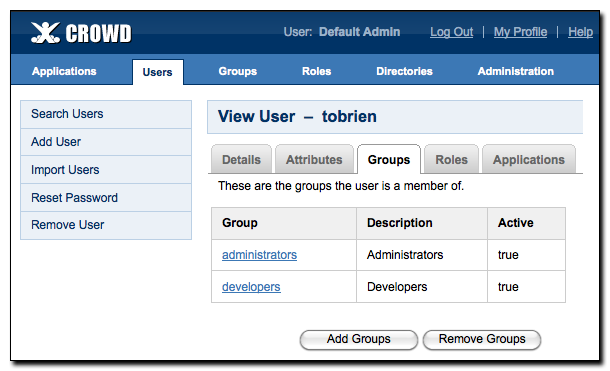 CROWD
User: Default Admin Log Out | My Profile | Help
Applications Users Groups Roles Directories Administration
Search Users
Add User
Import Users
Reset Password
Remove User
View User – tobrien
Details Attributes Groups Roles Applications
These are the groups the user is a member of.
Group Description Active
administrators Administrators true
developers Developers true
Add Groups Remove Groups